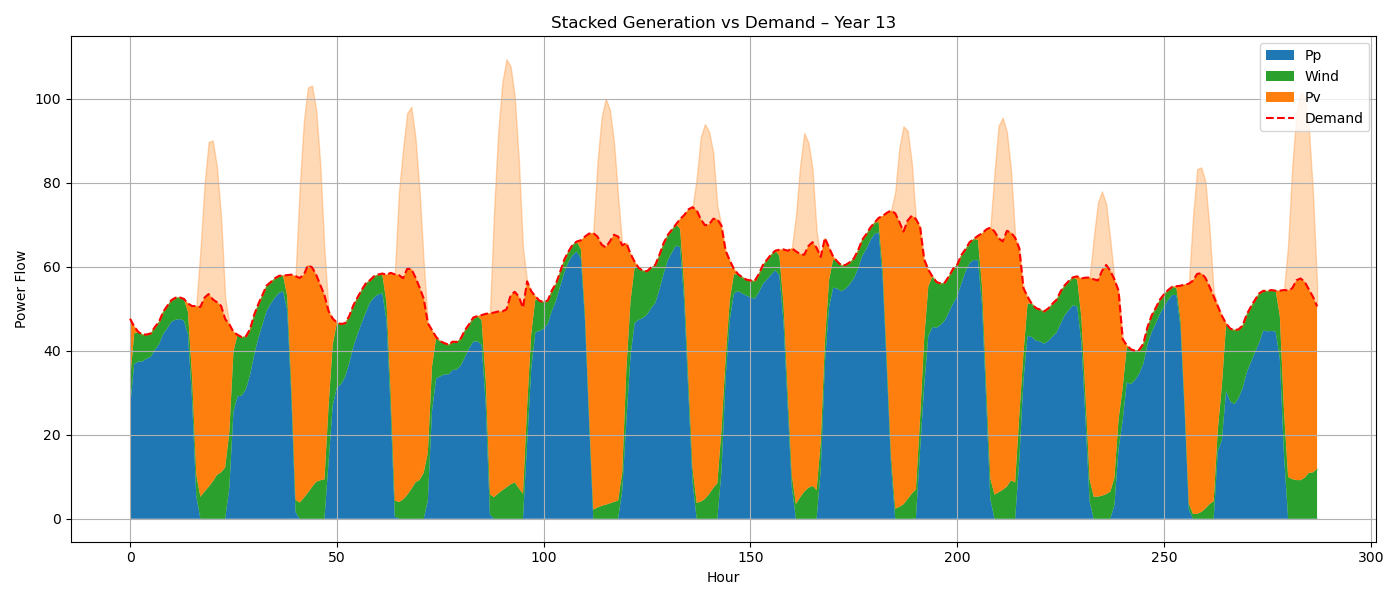 Stacked Generation vs Demand – Year 13
Power Flow
100
80
60
40
20
0
0
50
100
150
200
250
300
Hour
Pp
Wind
Pv
Demand